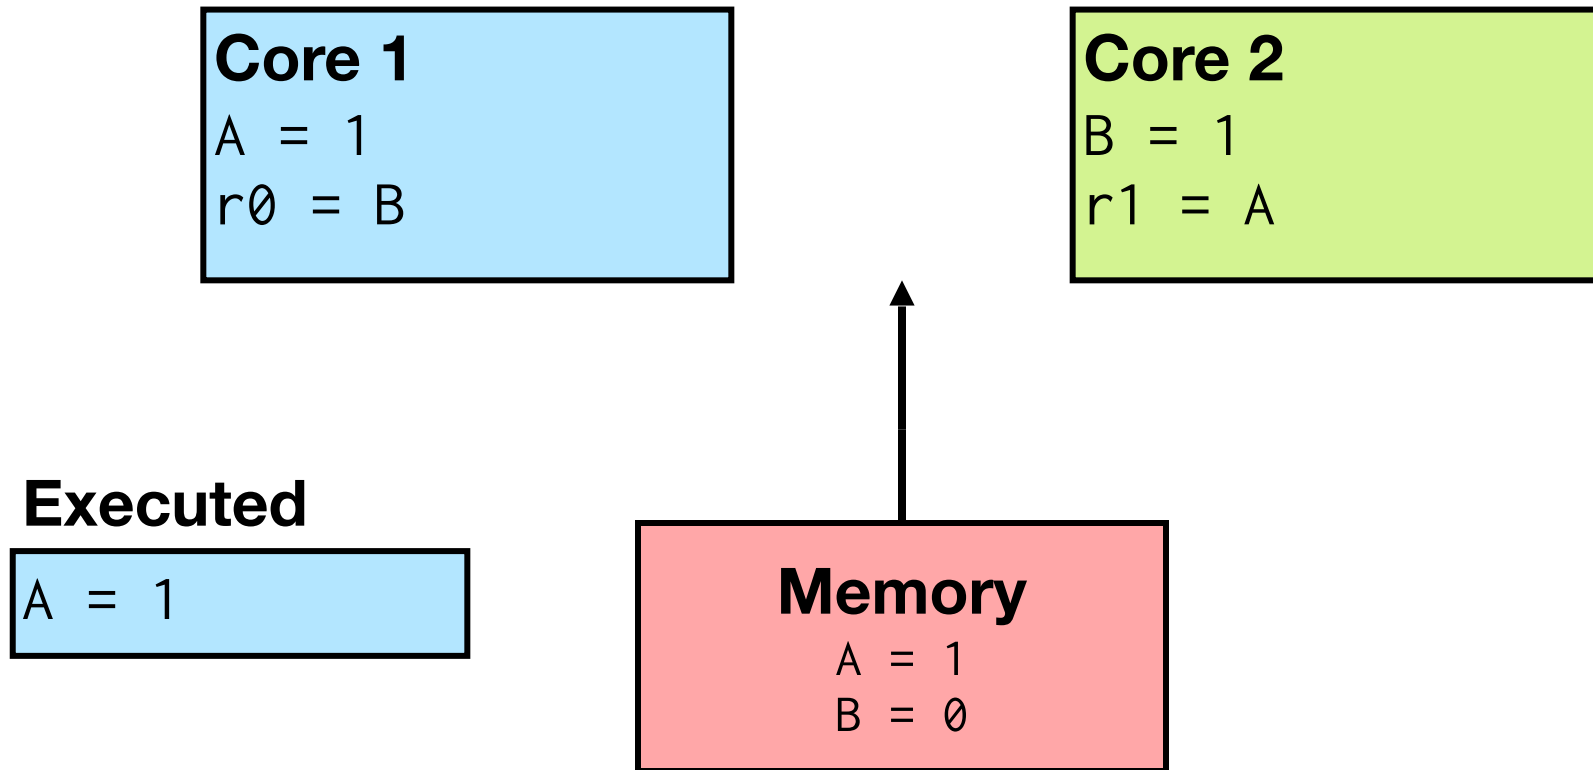 Core 1
A = 1
r0 = B
Core 2
B = 1
r1 = A
Executed
A = 1
Memory
A = 1
B = 0